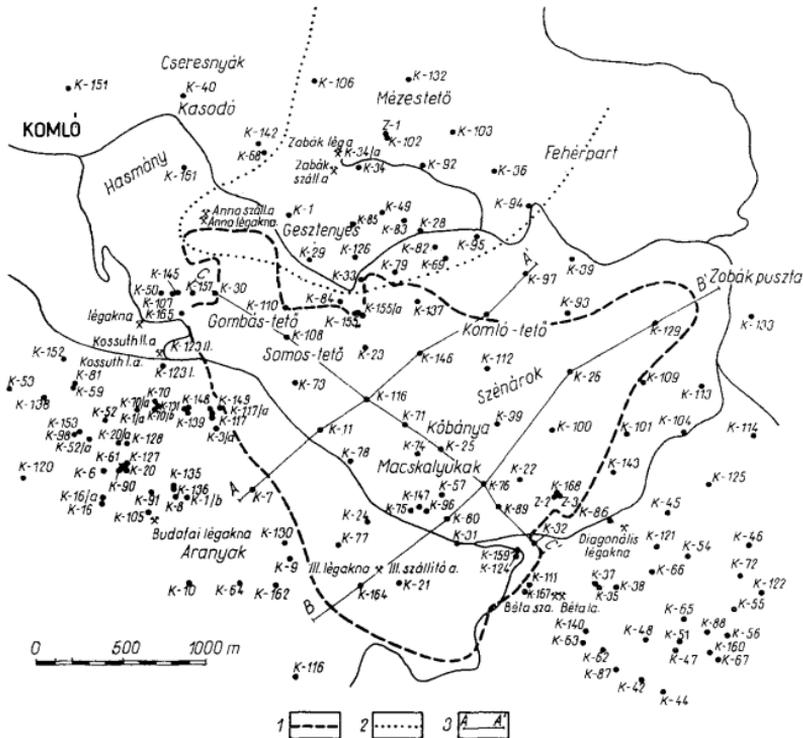 Cseresnyák
K-151
K-40
K-106
K-132
Kasodó
Mézestető
KOMLÓ
Z-1
K-102
K-103
K-142
K-68
Zabák légа
K-34/a
Zabák
száll.a
K-34
K-92
Fehérpart
Hasmány
K-161
K-36
K-94
Anna száll.a
Anna légakna
K-1
K-49
K-85
K-83
K-28
Gesztenyés
K-82
K-95
K-29
K-126
K-69
A'
K-39
K-97
K-145
C
K-33
K-79
B'
Zobák puszta
K-50
K-157
K-30
K-107
K-165
K-110
K-84
K-155
K-155/a
K-137
K-93
légakna
Gombás-tető
Komló-tető
K-129
K-133
Kossuth II.a
K-123 II.
K-108
Somos-tető
K-23
K-146
K-152
Kossuth I.a.
K-123 I.
K-112
Szénárok
K-26
K-53
K-81
K-59
K-73
K-109
K-113
K-138
K-70
K-70/a
K-131
K-70/b
K-148
K-149
K-117/a
K-117
K-139
K-3/a
K-116
K-52
K-1/a
K-153
K-98
K-52/a
K-20/a
K-128
K-11
K-71
Kőbánya
K-99
K-100
K-101
K-104
K-114
K-25
K-74
K-78
Macskalyukak
K-61
K-127
K-6
K-20
K-120
K-90
K-135
K-136
K-91
K-8
K-1/b
A
K-7
K-76
K-22
K-143
K-125
K-57
K-168
Z-2
Z-3
K-16/a
K-16
K-105
K-147
K-75
K-96
K-89
K-45
Budafai légakna
K-24
K-60
K-86
Aranyak
K-130
K-77
K-31
K-32
C'
Diagonális
légakna
K-121
K-46
K-54
K-9
K-159
K-124
K-66
K-72
III. légakna
III. szállító a.
K-10
K-64
K-162
K-164
K-21
K-111
K-167
K-37
K-35
K-38
K-122
B
Béta sza.
Béta la.
K-55
K-65
K-140
K-63
K-48
K-51
K-88
K-56
K-62
K-47
K-160
K-67
K-87
K-42
K-44
0 500 1000 m
K-116
1 2 3 A A'